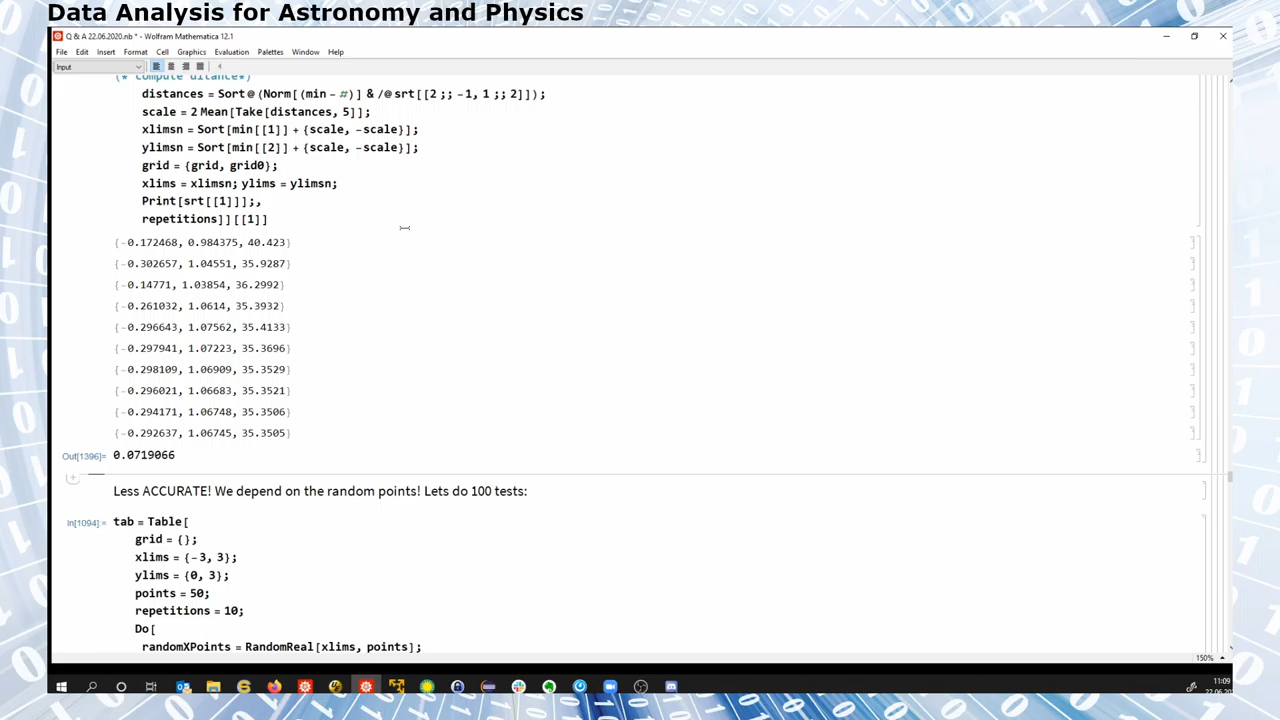 Data Analysis for Astronomy and Physics
Q & A 22.06.2020.nb * - Wolfram Mathematica 12.1
File Edit Insert Format Cell Graphics Evaluation Palettes Window Help
Input
(* compute ditance*)
distances = Sort@(Norm[(min - #)] & /@ srt[[2 ;; -1, 1 ;; 2]]);
scale = 2 Mean[Take[distances, 5]];
xlimsn = Sort[min[[1]] + {scale, -scale}];
ylimsn = Sort[min[[2]] + {scale, -scale}];
grid = {grid, grid0};
xlims = xlimsn; ylims = ylimsn;
Print[srt[[1]]];,
repetitions]][[1]]
{-0.172468, 0.984375, 40.423}
{-0.302657, 1.04551, 35.9287}
{-0.14771, 1.03854, 36.2992}
{-0.261032, 1.0614, 35.3932}
{-0.296643, 1.07562, 35.4133}
{-0.297941, 1.07223, 35.3696}
{-0.298109, 1.06909, 35.3529}
{-0.296021, 1.06683, 35.3521}
{-0.294171, 1.06748, 35.3506}
{-0.292637, 1.06745, 35.3505}
Out[1396]= 0.0719066
Less ACCURATE! We depend on the random points! Lets do 100 tests:
In[1094]:= tab = Table[
grid = {};
xlims = {-3, 3};
ylims = {0, 3};
points = 50;
repetitions = 10;
Do[
randomXPoints = RandomReal[xlims, points];
150%
11:09
22.06.20